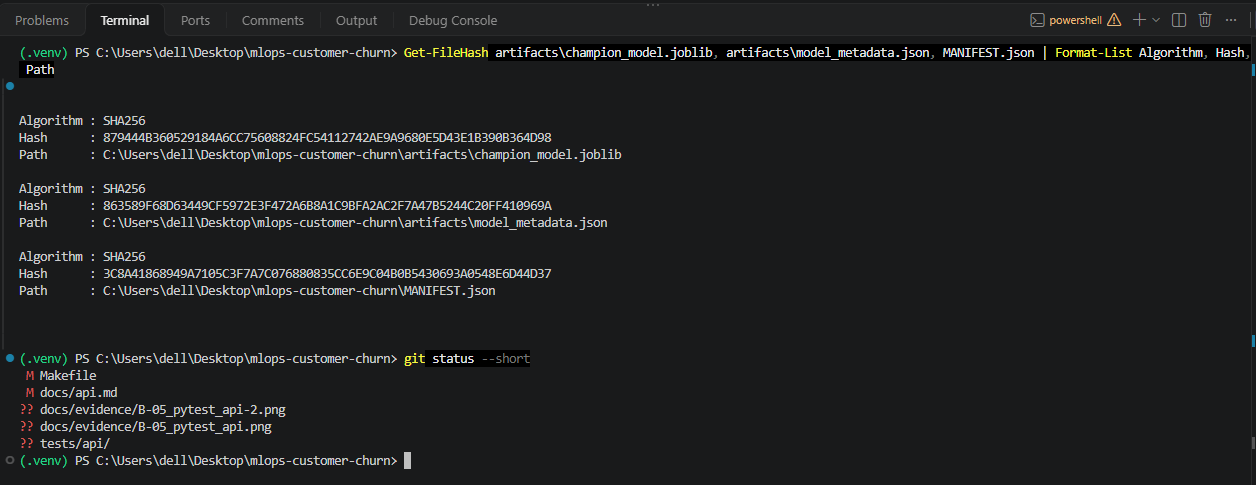 Problems Terminal Ports Comments Output Debug Console powershell
(.venv) PS C:\Users\dell\Desktop\mlops-customer-churn> Get-FileHash artifacts\champion_model.joblib, artifacts\model_metadata.json, MANIFEST.json | Format-List Algorithm, Hash,
Path
Algorithm : SHA256
Hash : 879444B360529184A6CC75608824FC54112742AE9A9680E5D43E1B390B364D98
Path : C:\Users\dell\Desktop\mlops-customer-churn\artifacts\champion_model.joblib
Algorithm : SHA256
Hash : 863589F68D63449CF5972E3F472A6B8A1C9BFA2AC2F7A47B5244C20FF410969A
Path : C:\Users\dell\Desktop\mlops-customer-churn\artifacts\model_metadata.json
Algorithm : SHA256
Hash : 3C8A41868949A7105C3F7A7C076880835CC6E9C04B0B5430693A0548E6D44D37
Path : C:\Users\dell\Desktop\mlops-customer-churn\MANIFEST.json
(.venv) PS C:\Users\dell\Desktop\mlops-customer-churn> git status --short
M Makefile
M docs/api.md
?? docs/evidence/B-05_pytest_api-2.png
?? docs/evidence/B-05_pytest_api.png
?? tests/api/
(.venv) PS C:\Users\dell\Desktop\mlops-customer-churn>